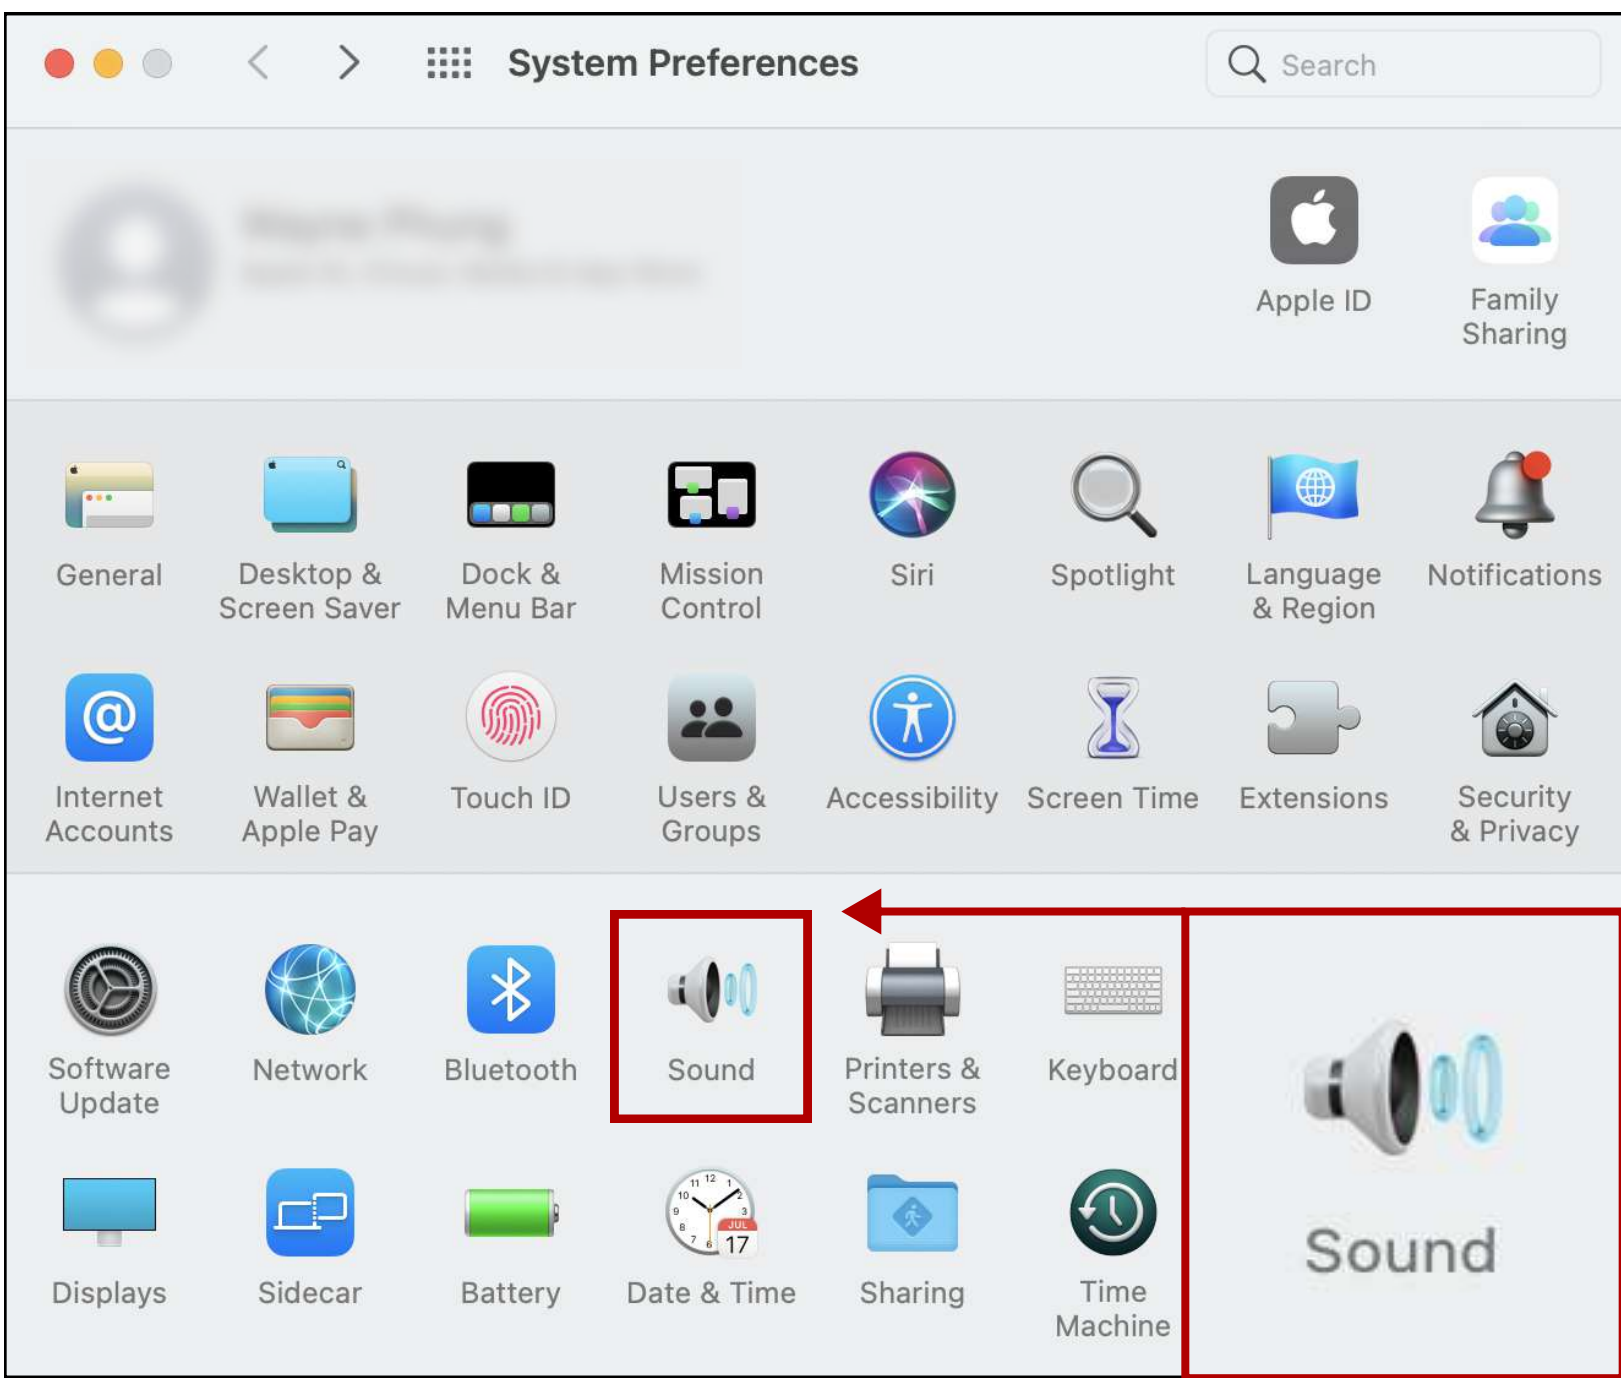 System Preferences
Search
Apple ID
Family
Sharing
General
Desktop &
Screen Saver
Dock &
Menu Bar
Mission
Control
Siri
Spotlight
Language
& Region
Notifications
Internet
Accounts
Wallet &
Apple Pay
Touch ID
Users &
Groups
Accessibility
Screen Time
Extensions
Security
& Privacy
Software
Update
Network
Bluetooth
Sound
Printers &
Scanners
Keyboard
Sound
Displays
Sidecar
Battery
JUL
17
Date & Time
Sharing
Time
Machine